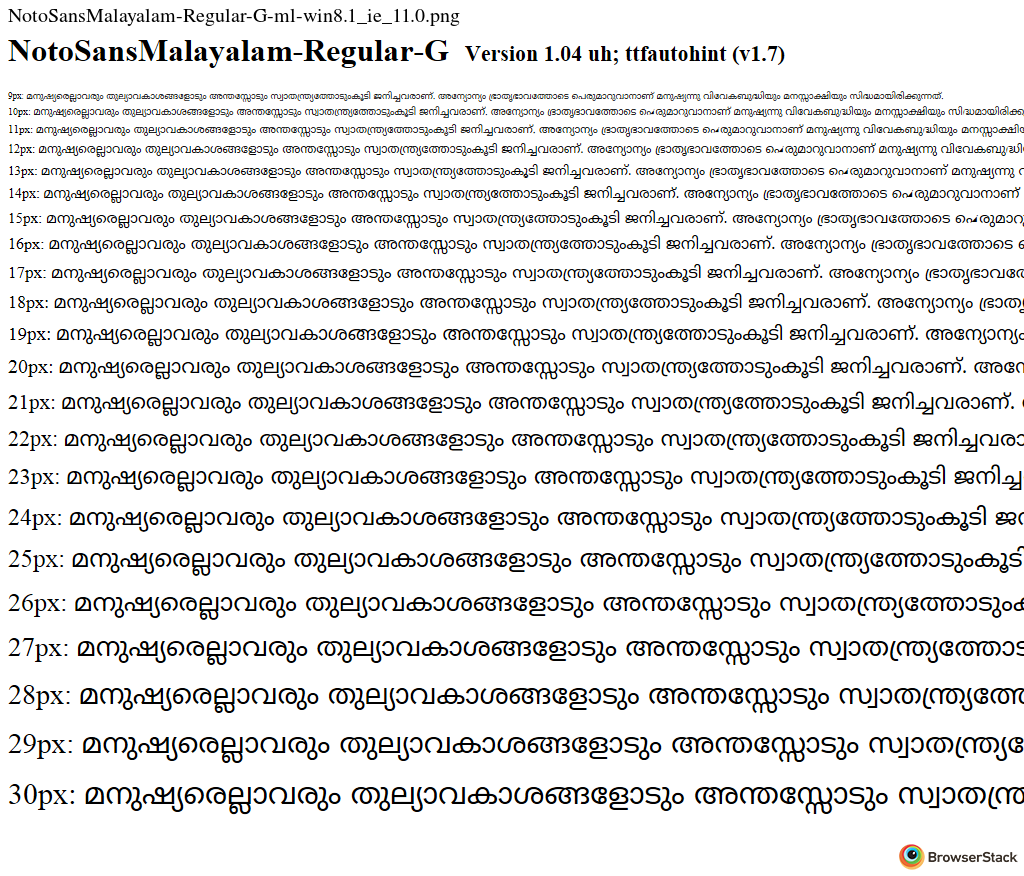 NotoSansMalayalam-Regular-G-ml-win8.1_ie_11.0.png
NotoSansMalayalam-Regular-G Version 1.04 uh; ttfautohint (v1.7)
9px: മനുഷ്യരെല്ലാവരും തുല്യാവകാശങ്ങളോടും അന്തസ്സോടും സ്വാതന്ത്ര്യത്തോടുംകൂടി ജനിച്ചവരാണ്. അന്യോന്യം ഭ്രാതൃഭാവത്തോടെ പെരുമാറുവാനാണ് മനുഷ്യന്നു വിവേകബുദ്ധിയും മനസ്സാക്ഷിയും സിദ്ധമായിരിക്കുന്നത്.
10px: മനുഷ്യരെല്ലാവരും തുല്യാവകാശങ്ങളോടും അന്തസ്സോടും സ്വാതന്ത്ര്യത്തോടുംകൂടി ജനിച്ചവരാണ്. അന്യോന്യം ഭ്രാതൃഭാവത്തോടെ പെരുമാറുവാനാണ് മനുഷ്യന്നു വിവേകബുദ്ധിയും മനസ്സാക്ഷിയും
11px: മനുഷ്യരെല്ലാവരും തുല്യാവകാശങ്ങളോടും അന്തസ്സോടും സ്വാതന്ത്ര്യത്തോടുംകൂടി ജനിച്ചവരാണ്. അന്യോന്യം ഭ്രാതൃഭാവത്തോടെ പെരുമാറുവാനാണ് മനുഷ്യന്നു വിവേകബുദ്ധിയും
12px: മനുഷ്യരെല്ലാവരും തുല്യാവകാശങ്ങളോടും അന്തസ്സോടും സ്വാതന്ത്ര്യത്തോടുംകൂടി ജനിച്ചവരാണ്. അന്യോന്യം ഭ്രാതൃഭാവത്തോടെ പെരുമാറുവാനാണ് മനുഷ്യന്നു
13px: മനുഷ്യരെല്ലാവരും തുല്യാവകാശങ്ങളോടും അന്തസ്സോടും സ്വാതന്ത്ര്യത്തോടുംകൂടി ജനിച്ചവരാണ്. അന്യോന്യം ഭ്രാതൃഭാവത്തോടെ പെരുമാറുവാനാണ് മനുഷ്യന്നു
14px: മനുഷ്യരെല്ലാവരും തുല്യാവകാശങ്ങളോടും അന്തസ്സോടും സ്വാതന്ത്ര്യത്തോടുംകൂടി ജനിച്ചവരാണ്. അന്യോന്യം ഭ്രാതൃഭാവത്തോടെ പെരുമാറുവാനാണ്
15px: മനുഷ്യരെല്ലാവരും തുല്യാവകാശങ്ങളോടും അന്തസ്സോടും സ്വാതന്ത്ര്യത്തോടുംകൂടി ജനിച്ചവരാണ്. അന്യോന്യം ഭ്രാതൃഭാവത്തോടെ
16px: മനുഷ്യരെല്ലാവരും തുല്യാവകാശങ്ങളോടും അന്തസ്സോടും സ്വാതന്ത്ര്യത്തോടുംകൂടി ജനിച്ചവരാണ്. അന്യോന്യം ഭ്രാതൃഭാവത്തോടെ
17px: മനുഷ്യരെല്ലാവരും തുല്യാവകാശങ്ങളോടും അന്തസ്സോടും സ്വാതന്ത്ര്യത്തോടുംകൂടി ജനിച്ചവരാണ്. അന്യോന്യം
18px: മനുഷ്യരെല്ലാവരും തുല്യാവകാശങ്ങളോടും അന്തസ്സോടും സ്വാതന്ത്ര്യത്തോടുംകൂടി ജനിച്ചവരാണ്. അന്യോന്യം
19px: മനുഷ്യരെല്ലാവരും തുല്യാവകാശങ്ങളോടും അന്തസ്സോടും സ്വാതന്ത്ര്യത്തോടുംകൂടി ജനിച്ചവരാണ്. അന്യോന്യം
20px: മനുഷ്യരെല്ലാവരും തുല്യാവകാശങ്ങളോടും അന്തസ്സോടും സ്വാതന്ത്ര്യത്തോടുംകൂടി ജനിച്ചവരാണ്.
21px: മനുഷ്യരെല്ലാവരും തുല്യാവകാശങ്ങളോടും അന്തസ്സോടും സ്വാതന്ത്ര്യത്തോടുംകൂടി ജനിച്ചവരാണ്.
22px: മനുഷ്യരെല്ലാവരും തുല്യാവകാശങ്ങളോടും അന്തസ്സോടും സ്വാതന്ത്ര്യത്തോടുംകൂടി ജനിച്ചവരാ
23px: മനുഷ്യരെല്ലാവരും തുല്യാവകാശങ്ങളോടും അന്തസ്സോടും സ്വാതന്ത്ര്യത്തോടുംകൂടി ജനിച്ച
24px: മനുഷ്യരെല്ലാവരും തുല്യാവകാശങ്ങളോടും അന്തസ്സോടും സ്വാതന്ത്ര്യത്തോടുംകൂടി
25px: മനുഷ്യരെല്ലാവരും തുല്യാവകാശങ്ങളോടും അന്തസ്സോടും സ്വാതന്ത്ര്യത്തോടുംകൂടി
26px: മനുഷ്യരെല്ലാവരും തുല്യാവകാശങ്ങളോടും അന്തസ്സോടും സ്വാതന്ത്ര്യത്തോടും
27px: മനുഷ്യരെല്ലാവരും തുല്യാവകാശങ്ങളോടും അന്തസ്സോടും സ്വാതന്ത്ര്യത്തോട
28px: മനുഷ്യരെല്ലാവരും തുല്യാവകാശങ്ങളോടും അന്തസ്സോടും സ്വാതന്ത്ര്യത്തേ
29px: മനുഷ്യരെല്ലാവരും തുല്യാവകാശങ്ങളോടും അന്തസ്സോടും സ്വാതന്ത്ര്യ
30px: മനുഷ്യരെല്ലാവരും തുല്യാവകാശങ്ങളോടും അന്തസ്സോടും സ്വാതന്ത്ര
BrowserStack